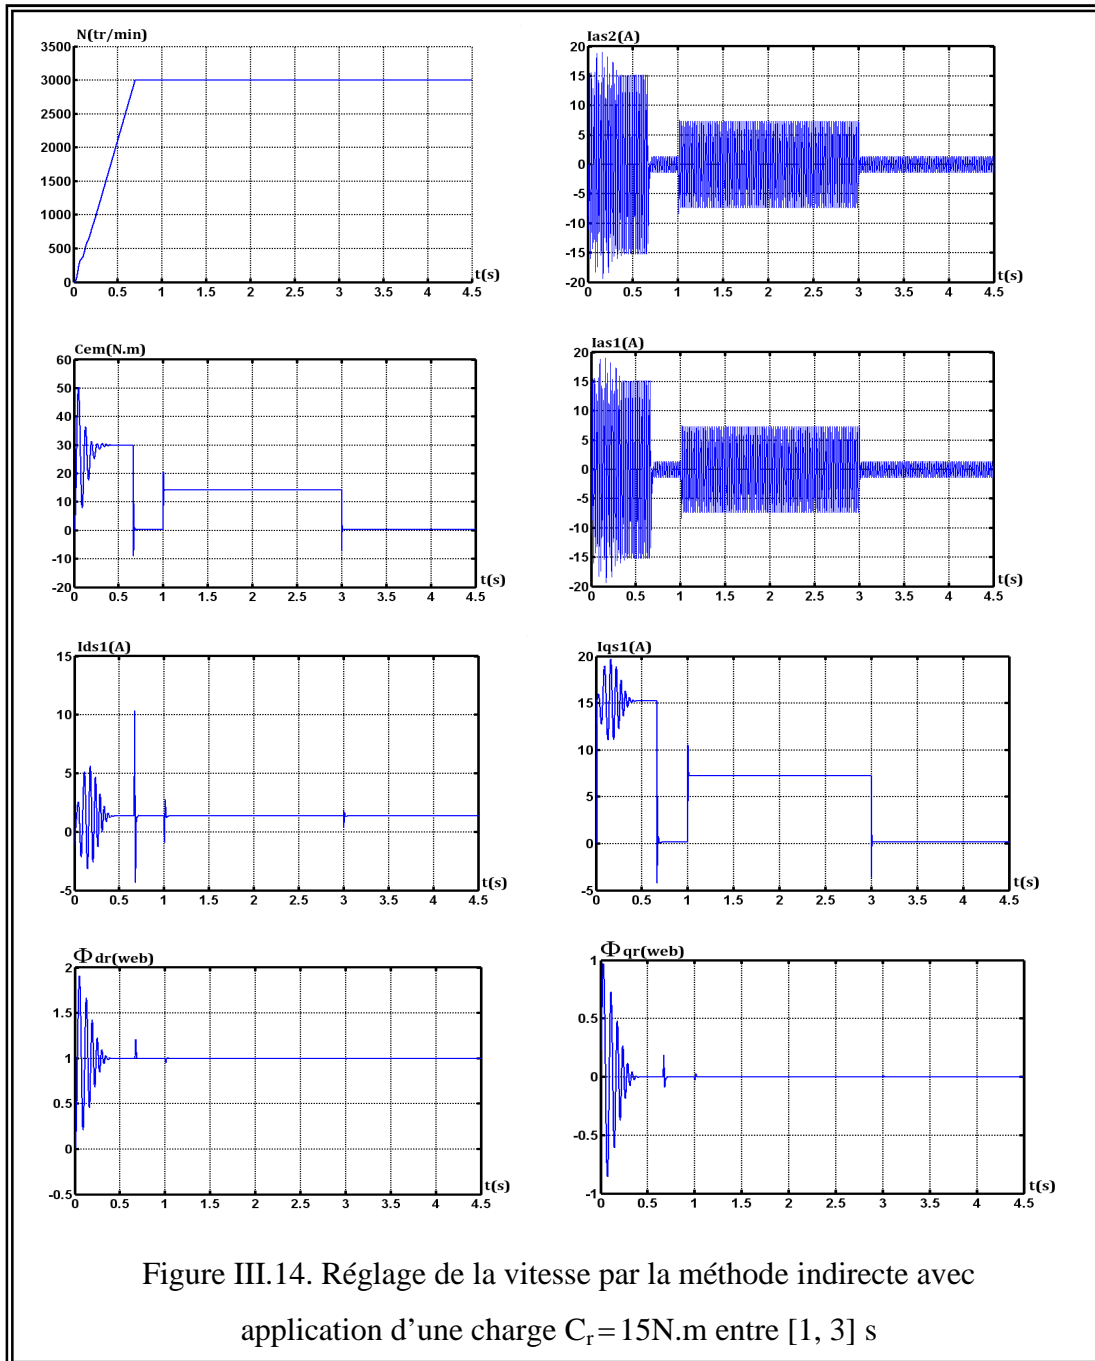 N(tr/min)
3500
3000
2500
2000
1500
1000
500
0
0 0.5 1 1.5 2 2.5 3 3.5 4 4.5
t(s)
Ias2(A)
20
15
10
5
0
-5
-10
-15
-20
0 0.5 1 1.5 2 2.5 3 3.5 4 4.5
t(s)
Cem(N.m)
60
50
40
30
20
10
0
-10
-20
0 0.5 1 1.5 2 2.5 3 3.5 4 4.5
t(s)
Ias1(A)
20
15
10
5
0
-5
-10
-15
-20
0 0.5 1 1.5 2 2.5 3 3.5 4 4.5
t(s)
Ids1(A)
15
10
5
0
-5
0 0.5 1 1.5 2 2.5 3 3.5 4 4.5
t(s)
Iqs1(A)
20
15
10
5
0
-5
0 0.5 1 1.5 2 2.5 3 3.5 4 4.5
t(s)
Φdr(web)
2
1.5
1
0.5
0
-0.5
0 0.5 1 1.5 2 2.5 3 3.5 4 4.5
t(s)
Φqr(web)
1
0.5
0
-0.5
-1
0 0.5 1 1.5 2 2.5 3 3.5 4 4.5
t(s)
Figure III.14. Réglage de la vitesse par la méthode indirecte avec
application d’une charge Cr = 15N.m entre [1, 3] s